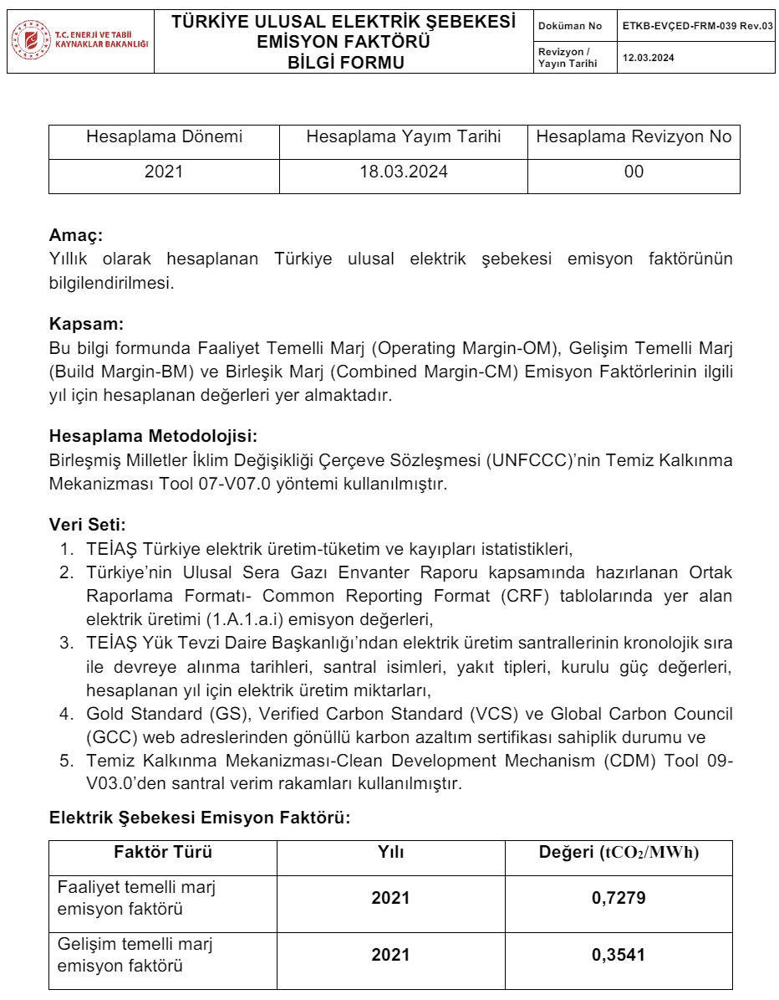 T.C. ENERJİ VE TABİİ
KAYNAKLAR BAKANLIĞI
TÜRKİYE ULUSAL ELEKTRİK ŞEBEKESİ
EMİSYON FAKTÖRÜ
BİLGİ FORMU
Doküman No
ETKB-EVÇED-FRM-039 Rev.03
Revizyon /
Yayın Tarihi
12.03.2024
Hesaplama Dönemi
Hesaplama Yayım Tarihi
Hesaplama Revizyon No
2021
18.03.2024
00
Amaç:
Yıllık olarak hesaplanan Türkiye ulusal elektrik şebekesi emisyon faktörünün
bilgilendirilmesi.
Kapsam:
Bu bilgi formunda Faaliyet Temelli Marj (Operating Margin-OM), Gelişim Temelli Marj
(Build Margin-BM) ve Birleşik Marj (Combined Margin-CM) Emisyon Faktörlerinin ilgili
yıl için hesaplanan değerleri yer almaktadır.
Hesaplama Metodolojisi:
Birleşmiş Milletler İklim Değişikliği Çerçeve Sözleşmesi (UNFCCC)’nin Temiz Kalkınma
Mekanizması Tool 07-V07.0 yöntemi kullanılmıştır.
Veri Seti:
1. TEİAŞ Türkiye elektrik üretim-tüketim ve kayıpları istatistikleri,
2. Türkiye’nin Ulusal Sera Gazı Envanter Raporu kapsamında hazırlanan Ortak
Raporlama Formatı- Common Reporting Format (CRF) tablolarında yer alan
elektrik üretimi (1.A.1.a.i) emisyon değerleri,
3. TEİAŞ Yük Tevzi Daire Başkanlığı’ndan elektrik üretim santrallerinin kronolojik sıra
ile devreye alınma tarihleri, santral isimleri, yakıt tipleri, kurulu güç değerleri,
hesaplanan yıl için elektrik üretim miktarları,
4. Gold Standard (GS), Verified Carbon Standard (VCS) ve Global Carbon Council
(GCC) web adreslerinden gönüllü karbon azaltım sertifikası sahiplik durumu ve
5. Temiz Kalkınma Mekanizması-Clean Development Mechanism (CDM) Tool 09-
V03.0’den santral verim rakamları kullanılmıştır.
Elektrik Şebekesi Emisyon Faktörü:
Faktör Türü
Yılı
Değeri (tCO₂/MWh)
Faaliyet temelli marj
emisyon faktörü
2021
0,7279
Gelişim temelli marj
emisyon faktörü
2021
0,3541